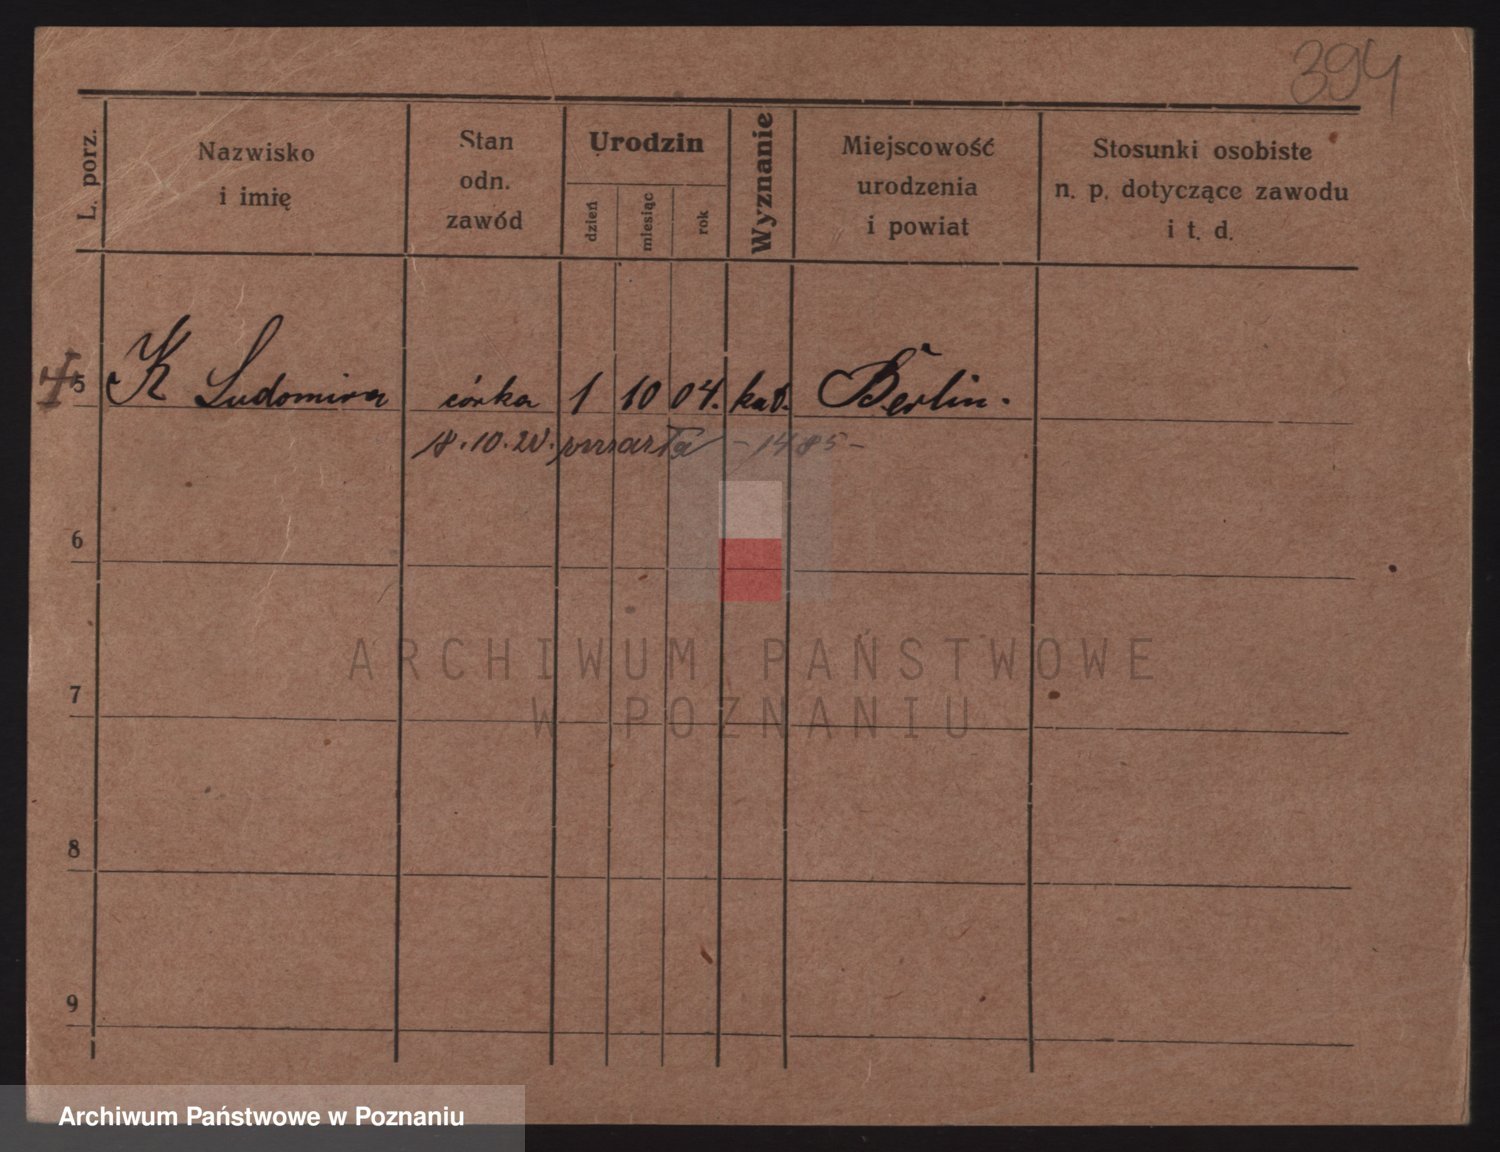 394
L. porz.
Nazwisko
i imię
Stan
odn.
zawód
Urodzin
dzień
miesiąc
rok
Wyznanie
Miejscowość
urodzenia
i powiat
Stosunki osobiste
n. p. dotyczące zawodu
i t. d.
5 K Ludomira córka 1 10 04. kat. Berlin.
18.10.20. zmarła - 1485 -
6
ARCHIWUM PAŃSTWOWE
7
W POZNANIU
8
9
Archiwum Państwowe w Poznaniu